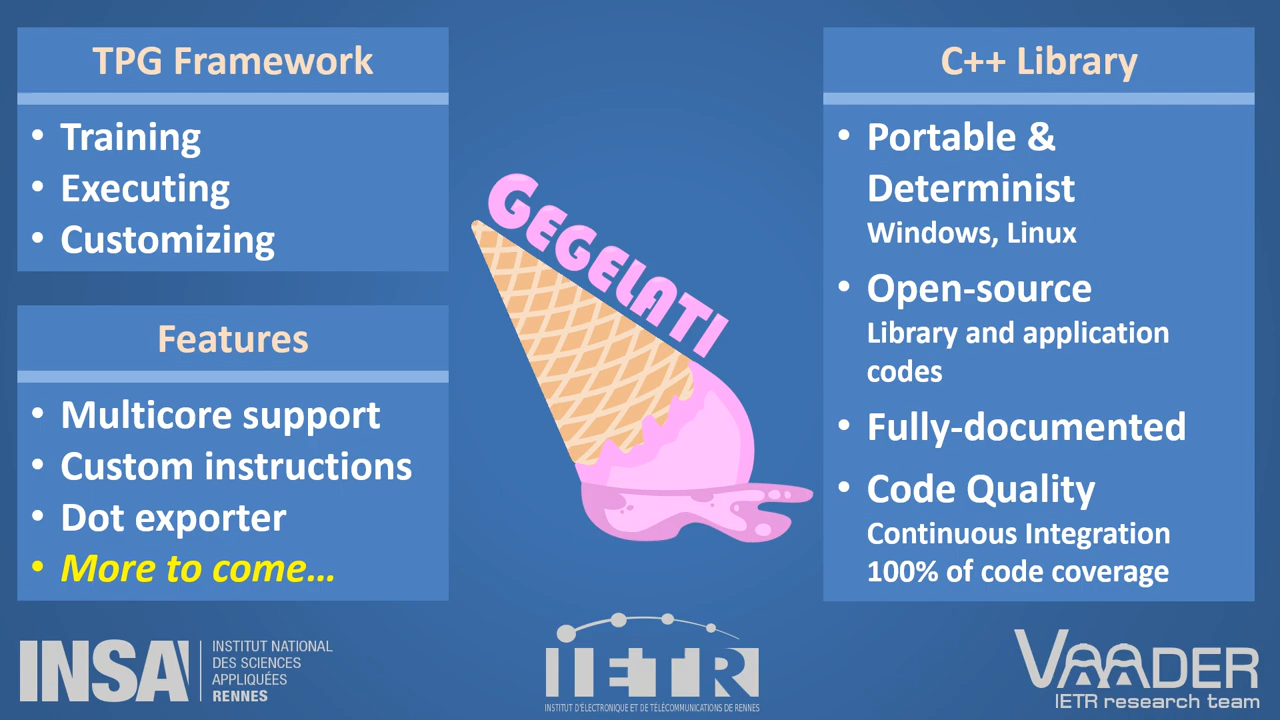 TPG Framework
• Training
• Executing
• Customizing
Features
• Multicore support
• Custom instructions
• Dot exporter
• More to come…
GEGELATI
C++ Library
• Portable &
Determinist
Windows, Linux
• Open-source
Library and application
codes
• Fully-documented
• Code Quality
Continuous Integration
100% of code coverage
INSA
INSTITUT NATIONAL
DES SCIENCES
APPLIQUÉES
RENNES
IETR
INSTITUT D'ÉLECTRONIQUE ET DE TÉLÉCOMMUNICATIONS DE RENNES
VAADER
IETR research team